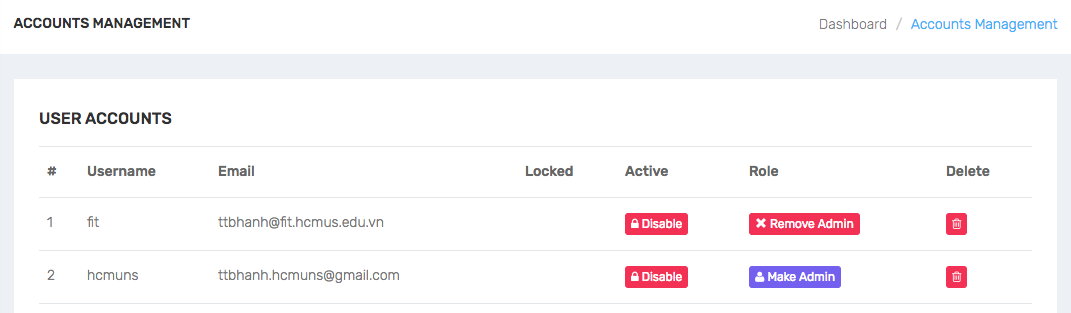 ACCOUNTS MANAGEMENT Dashboard / Accounts Management
USER ACCOUNTS
# Username Email Locked Active Role Delete
1 fit ttbhanh@fit.hcmus.edu.vn Disable Remove Admin
2 hcmuns ttbhanh.hcmuns@gmail.com Disable Make Admin